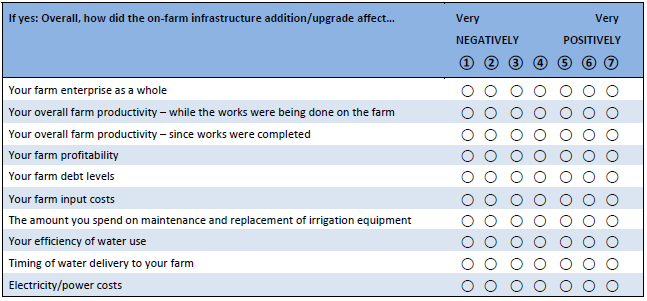 If yes: Overall, how did the on-farm infrastructure addition/upgrade affect... Very Very
NEGATIVELY POSITIVELY
① ② ③ ④ ⑤ ⑥ ⑦
Your farm enterprise as a whole
Your overall farm productivity – while the works were being done on the farm
Your overall farm productivity – since works were completed
Your farm profitability
Your farm debt levels
Your farm input costs
The amount you spend on maintenance and replacement of irrigation equipment
Your efficiency of water use
Timing of water delivery to your farm
Electricity/power costs